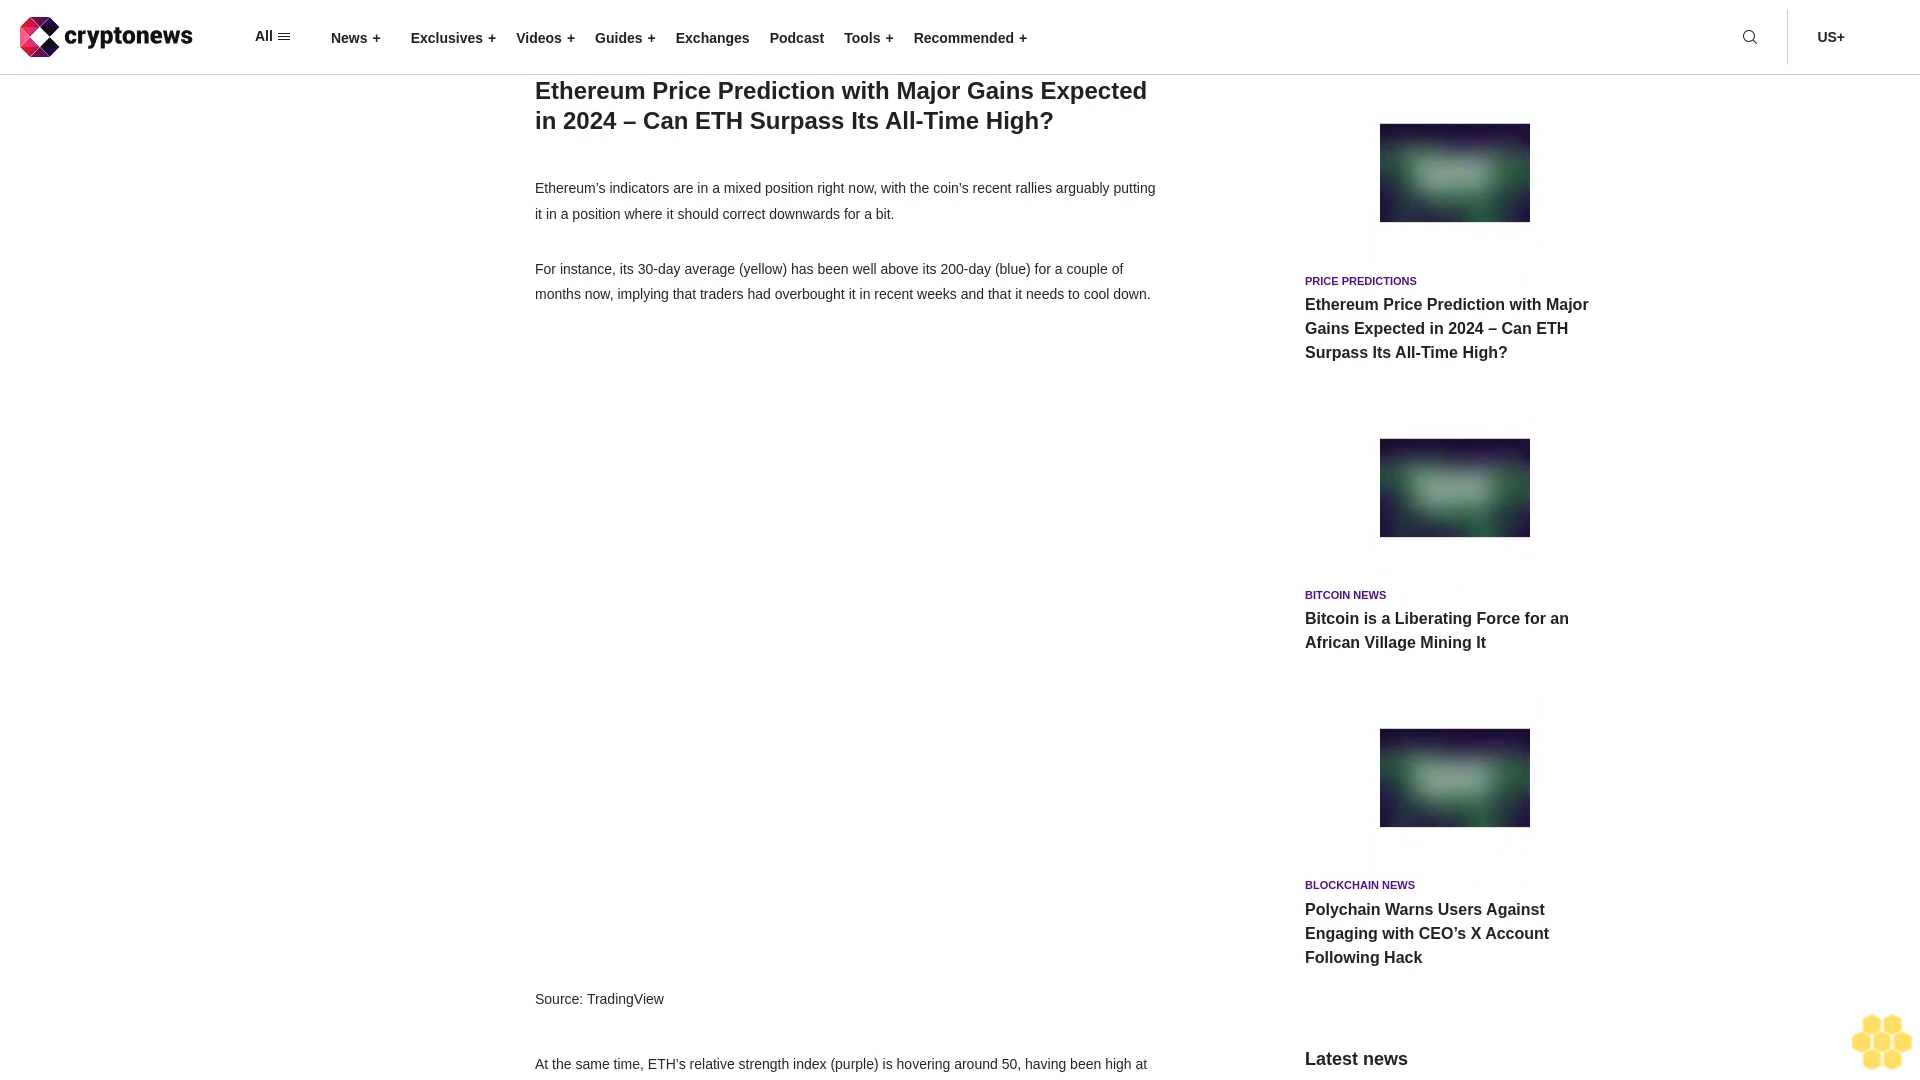 cryptonews
All
News +
Exclusives +
Videos +
Guides +
Exchanges
Podcast
Tools +
Recommended +
US+
Ethereum Price Prediction with Major Gains Expected
in 2024 – Can ETH Surpass Its All-Time High?
Ethereum’s indicators are in a mixed position right now, with the coin’s recent rallies arguably putting
it in a position where it should correct downwards for a bit.
For instance, its 30-day average (yellow) has been well above its 200-day (blue) for a couple of
months now, implying that traders had overbought it in recent weeks and that it needs to cool down.
Source: TradingView
At the same time, ETH’s relative strength index (purple) is hovering around 50, having been high at
PRICE PREDICTIONS
Ethereum Price Prediction with Major
Gains Expected in 2024 – Can ETH
Surpass Its All-Time High?
BITCOIN NEWS
Bitcoin is a Liberating Force for an
African Village Mining It
BLOCKCHAIN NEWS
Polychain Warns Users Against
Engaging with CEO’s X Account
Following Hack
Latest news